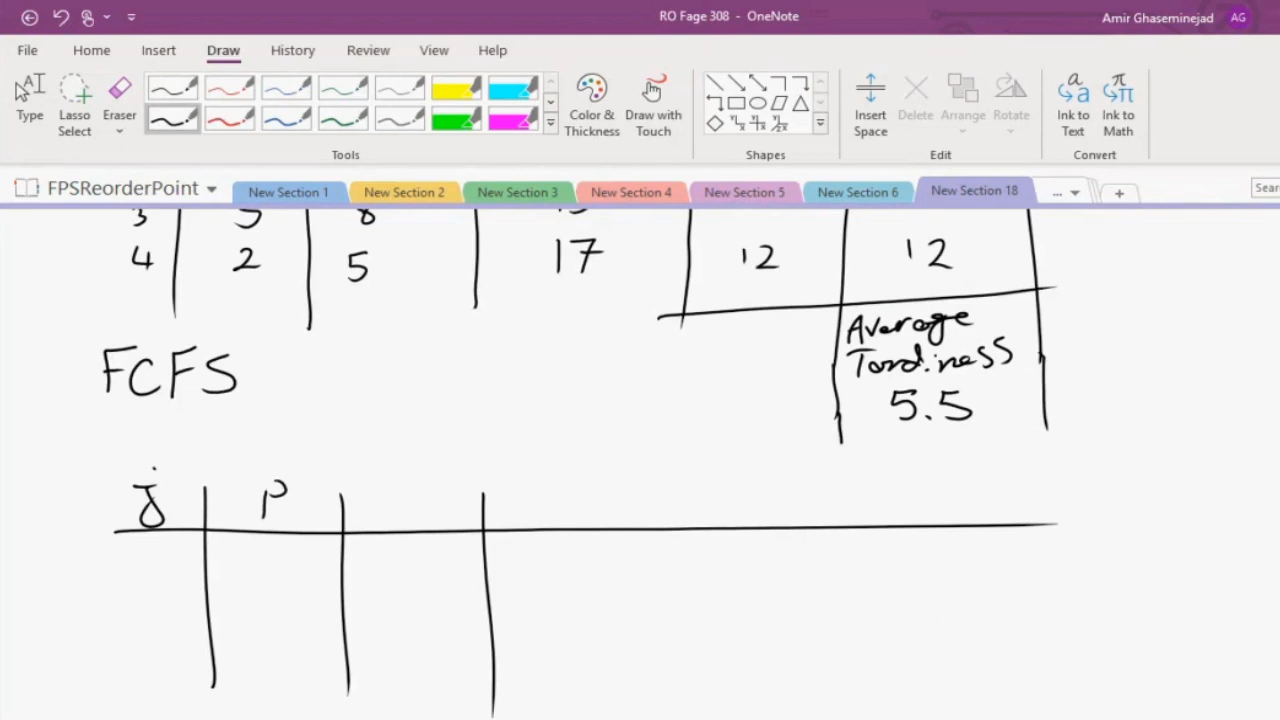 RO Fage 308 - OneNote
Amir Ghaseminejad AG
File Home Insert Draw History Review View Help
Type Lasso Select Eraser
Color & Thickness
Draw with Touch
Insert Space
Delete Arrange Rotate
Ink to Text
Ink to Math
Tools Shapes Edit Convert
FPSReorderPoint New Section 1 New Section 2 New Section 3 New Section 4 New Section 5 New Section 6 New Section 18 ... + Sear
4 2 5 17 12 12
Average
Tardiness
5.5
FCFS
j P